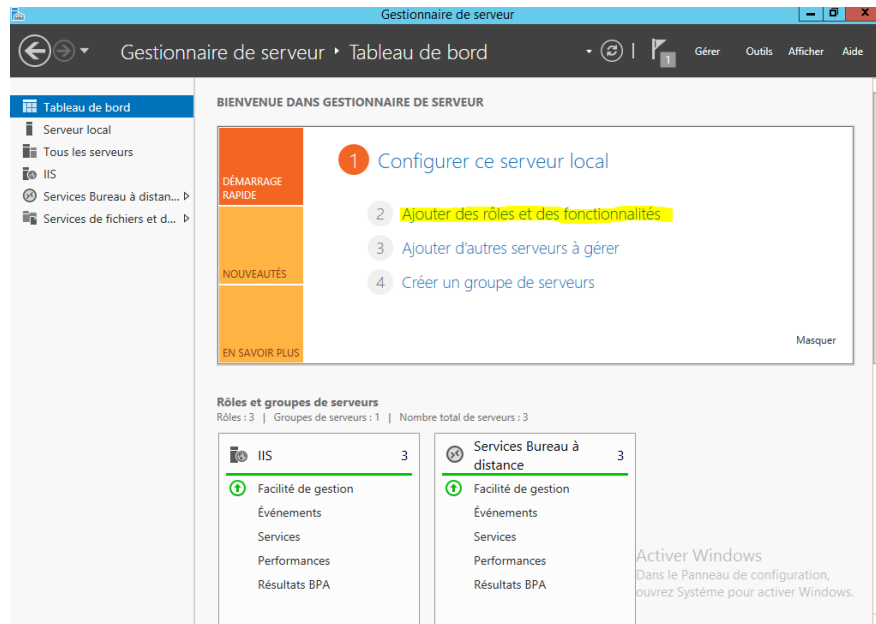 Gestionnaire de serveur
Gestionnaire de serveur ‣ Tableau de bord
1
Gérer Outils Afficher Aide
Tableau de bord
Serveur local
Tous les serveurs
IIS
Services Bureau à distan...
Services de fichiers et d...
BIENVENUE DANS GESTIONNAIRE DE SERVEUR
DÉMARRAGE
RAPIDE
NOUVEAUTÉS
EN SAVOIR PLUS
1 Configurer ce serveur local
2 Ajouter des rôles et des fonctionnalités
3 Ajouter d'autres serveurs à gérer
4 Créer un groupe de serveurs
Masquer
Rôles et groupes de serveurs
Rôles : 3 | Groupes de serveurs : 1 | Nombre total de serveurs : 3
IIS 3
Facilité de gestion
Événements
Services
Performances
Résultats BPA
Services Bureau à
distance 3
Facilité de gestion
Événements
Services
Performances
Résultats BPA
Activer Windows
Dans le Panneau de configuration,
ouvrez Système pour activer Windows.